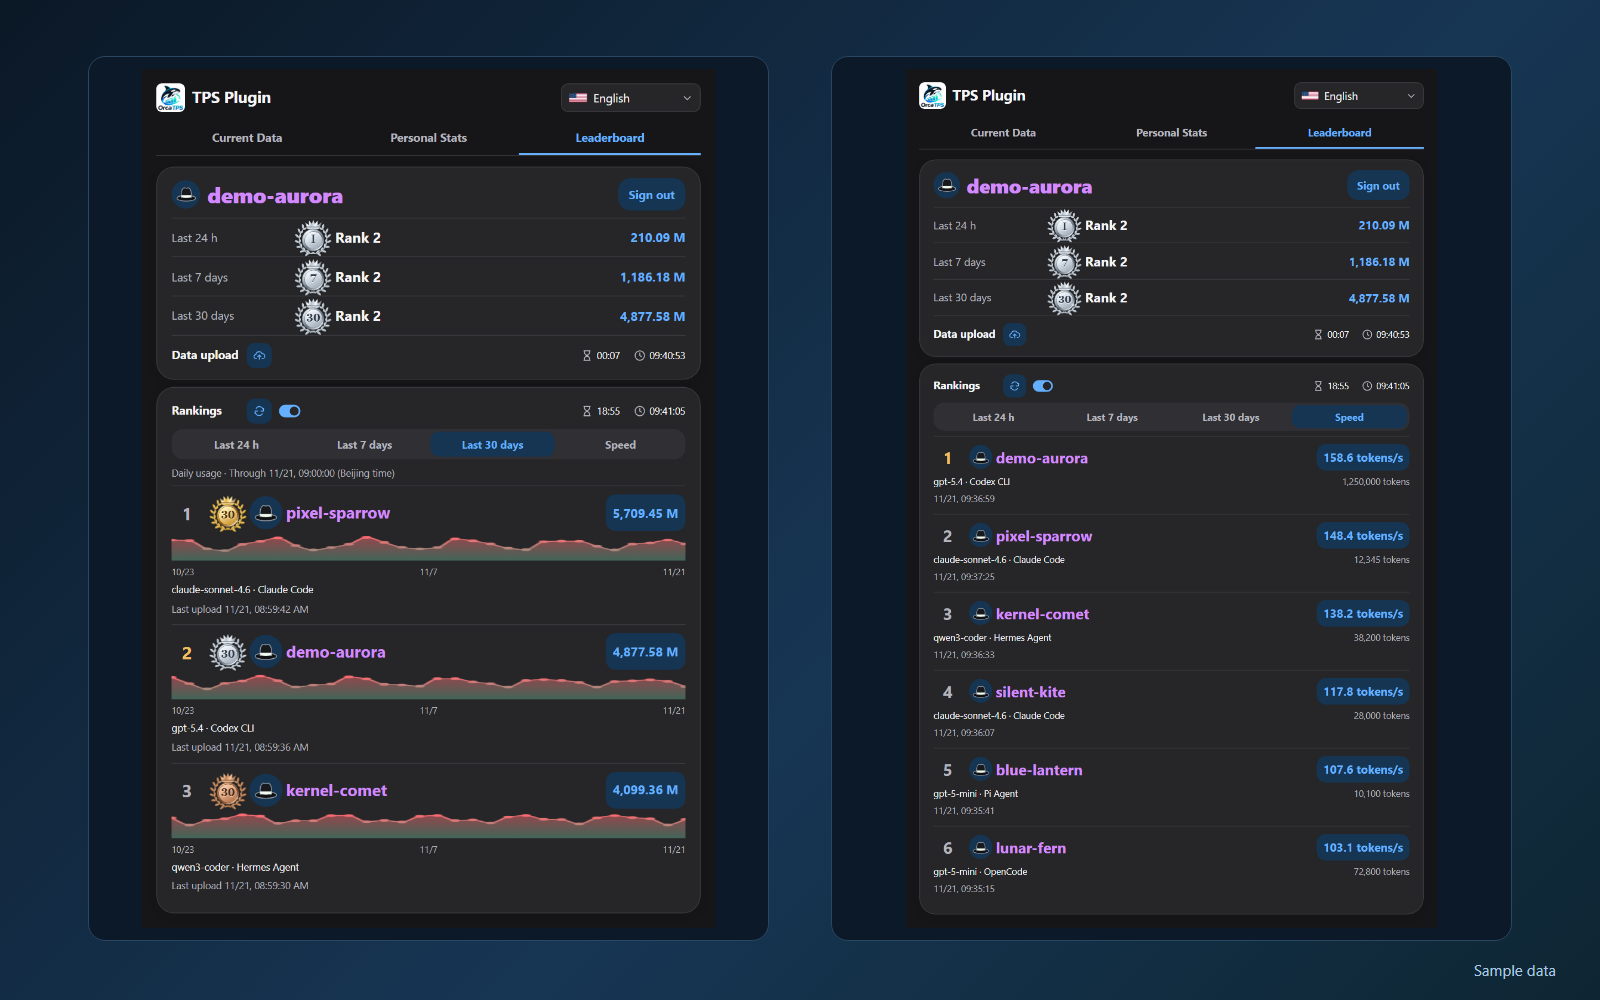 OrcaTPS
TPS Plugin
English
Current Data
Personal Stats
Leaderboard
demo-aurora
Sign out
Last 24 h
1
Rank 2
210.09 M
Last 7 days
7
Rank 2
1,186.18 M
Last 30 days
30
Rank 2
4,877.58 M
Data upload
00:07
09:40:53
Rankings
18:55
09:41:05
Last 24 h
Last 7 days
Last 30 days
Speed
Daily usage · Through 11/21, 09:00:00 (Beijing time)
1
30
pixel-sparrow
5,709.45 M
10/23
11/7
11/21
claude-sonnet-4.6 · Claude Code
Last upload 11/21, 08:59:42 AM
2
30
demo-aurora
4,877.58 M
10/23
11/7
11/21
gpt-5.4 · Codex CLI
Last upload 11/21, 08:59:36 AM
3
30
kernel-comet
4,099.36 M
10/23
11/7
11/21
qwen3-coder · Hermes Agent
Last upload 11/21, 08:59:30 AM
OrcaTPS
TPS Plugin
English
Current Data
Personal Stats
Leaderboard
demo-aurora
Sign out
Last 24 h
1
Rank 2
210.09 M
Last 7 days
7
Rank 2
1,186.18 M
Last 30 days
30
Rank 2
4,877.58 M
Data upload
00:07
09:40:53
Rankings
18:55
09:41:05
Last 24 h
Last 7 days
Last 30 days
Speed
1
demo-aurora
158.6 tokens/s
gpt-5.4 · Codex CLI
1,250,000 tokens
11/21, 09:36:59
2
pixel-sparrow
148.4 tokens/s
claude-sonnet-4.6 · Claude Code
12,345 tokens
11/21, 09:37:25
3
kernel-comet
138.2 tokens/s
qwen3-coder · Hermes Agent
38,200 tokens
11/21, 09:36:33
4
silent-kite
117.8 tokens/s
claude-sonnet-4.6 · Claude Code
28,000 tokens
11/21, 09:36:07
5
blue-lantern
107.6 tokens/s
gpt-5-mini · Pi Agent
10,100 tokens
11/21, 09:35:41
6
lunar-fern
103.1 tokens/s
gpt-5-mini · OpenCode
72,800 tokens
11/21, 09:35:15
Sample data